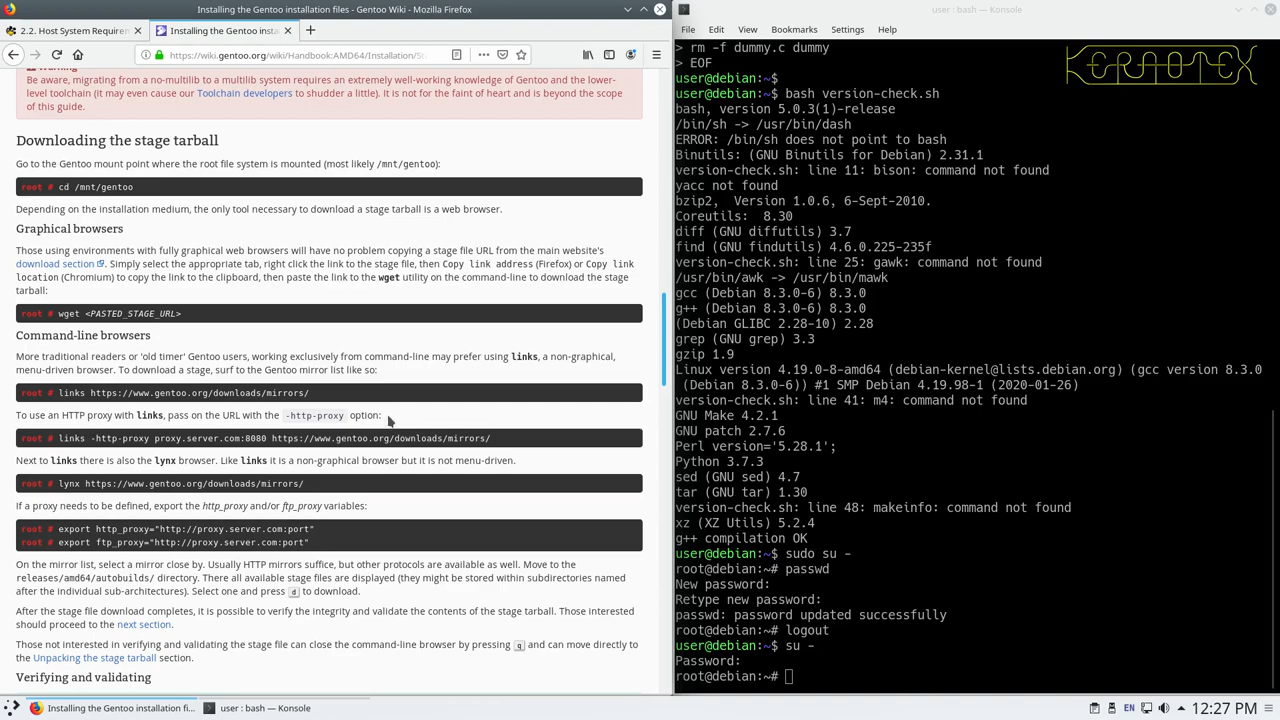 Installing the Gentoo installation files - Gentoo Wiki - Mozilla Firefox
2.2. Host System Requirem
Installing the Gentoo instal
https://wiki.gentoo.org/wiki/Handbook:AMD64/Installation/St
Be aware, migrating from a no-multilib to a multilib system requires an extremely well-working knowledge of Gentoo and the lower-
level toolchain (it may even cause our Toolchain developers to shudder a little). It is not for the faint of heart and is beyond the scope
of this guide.
Downloading the stage tarball
Go to the Gentoo mount point where the root file system is mounted (most likely /mnt/gentoo):
root # cd /mnt/gentoo
Depending on the installation medium, the only tool necessary to download a stage tarball is a web browser.
Graphical browsers
Those using environments with fully graphical web browsers will have no problem copying a stage file URL from the main website's
download section. Simply select the appropriate tab, right click the link to the stage file, then Copy link address (Firefox) or Copy link
location (Chromium) to copy the link to the clipboard, then paste the link to the wget utility on the command-line to download the stage
tarball:
root # wget <PASTED_STAGE_URL>
Command-line browsers
More traditional readers or 'old timer' Gentoo users, working exclusively from command-line may prefer using links, a non-graphical,
menu-driven browser. To download a stage, surf to the Gentoo mirror list like so:
root # links https://www.gentoo.org/downloads/mirrors/
To use an HTTP proxy with links, pass on the URL with the -http-proxy option:
root # links -http-proxy proxy.server.com:8080 https://www.gentoo.org/downloads/mirrors/
Next to links there is also the lynx browser. Like links it is a non-graphical browser but it is not menu-driven.
root # lynx https://www.gentoo.org/downloads/mirrors/
If a proxy needs to be defined, export the http_proxy and/or ftp_proxy variables:
root # export http_proxy="http://proxy.server.com:port"
root # export ftp_proxy="http://proxy.server.com:port"
On the mirror list, select a mirror close by. Usually HTTP mirrors suffice, but other protocols are available as well. Move to the
releases/amd64/autobuilds/ directory. There all available stage files are displayed (they might be stored within subdirectories named
after the individual sub-architectures). Select one and press d to download.
After the stage file download completes, it is possible to verify the integrity and validate the contents of the stage tarball. Those interested
should proceed to the next section.
Those not interested in verifying and validating the stage file can close the command-line browser by pressing q and can move directly to
the Unpacking the stage tarball section.
Verifying and validating
user : bash — Konsole
File Edit View Bookmarks Settings Help
> rm -f dummy.c dummy
> EOF
user@debian:~$
user@debian:~$ bash version-check.sh
bash, version 5.0.3(1)-release
/bin/sh -> /usr/bin/dash
ERROR: /bin/sh does not point to bash
Binutils: (GNU Binutils for Debian) 2.31.1
version-check.sh: line 11: bison: command not found
yacc not found
bzip2,  Version 1.0.6, 6-Sept-2010.
Coreutils:  8.30
diff (GNU diffutils) 3.7
find (GNU findutils) 4.6.0.225-235f
version-check.sh: line 25: gawk: command not found
/usr/bin/awk -> /usr/bin/mawk
gcc (Debian 8.3.0-6) 8.3.0
g++ (Debian 8.3.0-6) 8.3.0
(Debian GLIBC 2.28-10) 2.28
grep (GNU grep) 3.3
gzip 1.9
Linux version 4.19.0-8-amd64 (debian-kernel@lists.debian.org) (gcc version 8.3.0
(Debian 8.3.0-6)) #1 SMP Debian 4.19.98-1 (2020-01-26)
version-check.sh: line 41: m4: command not found
GNU Make 4.2.1
GNU patch 2.7.6
Perl version='5.28.1';
Python 3.7.3
sed (GNU sed) 4.7
tar (GNU tar) 1.30
version-check.sh: line 48: makeinfo: command not found
xz (XZ Utils) 5.2.4
g++ compilation OK
user@debian:~$ sudo su -
root@debian:~# passwd
New password:
Retype new password:
passwd: password updated successfully
root@debian:~# logout
user@debian:~$ su -
Password:
root@debian:~#
Installing the Gentoo installation fi...
user : bash — Konsole
EN
12:27 PM